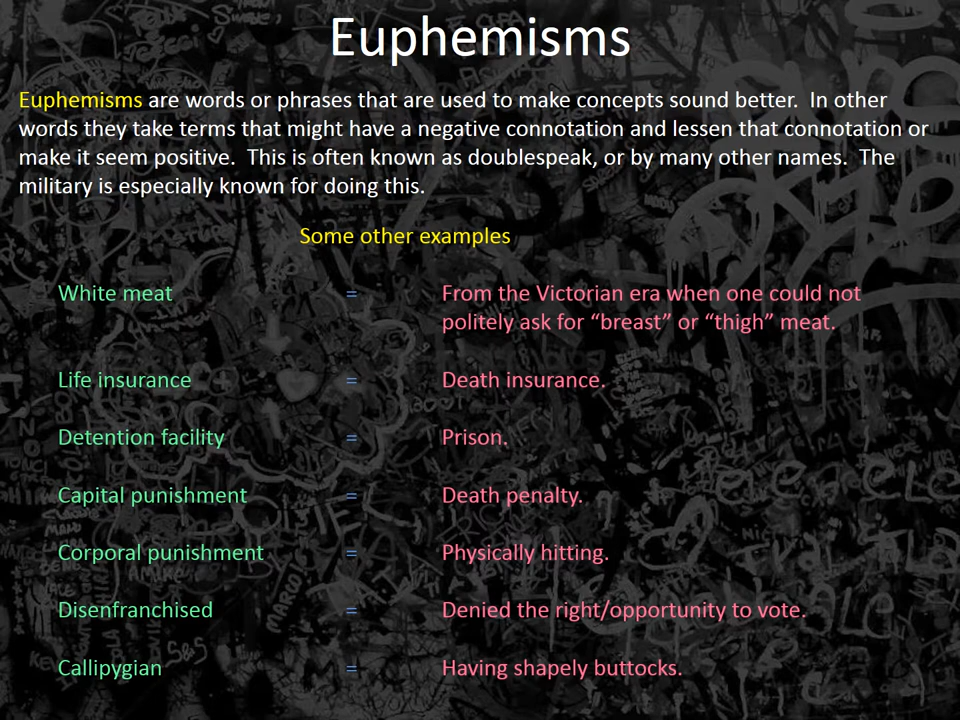 Euphemisms
Euphemisms are words or phrases that are used to make concepts sound better.  In other
words they take terms that might have a negative connotation and lessen that connotation or
make it seem positive.  This is often known as doublespeak, or by many other names.  The
military is especially known for doing this.
Some other examples
White meat = From the Victorian era when one could not
politely ask for “breast” or “thigh” meat.
Life insurance = Death insurance.
Detention facility = Prison.
Capital punishment = Death penalty.
Corporal punishment = Physically hitting.
Disenfranchised = Denied the right/opportunity to vote.
Callipygian = Having shapely buttocks.